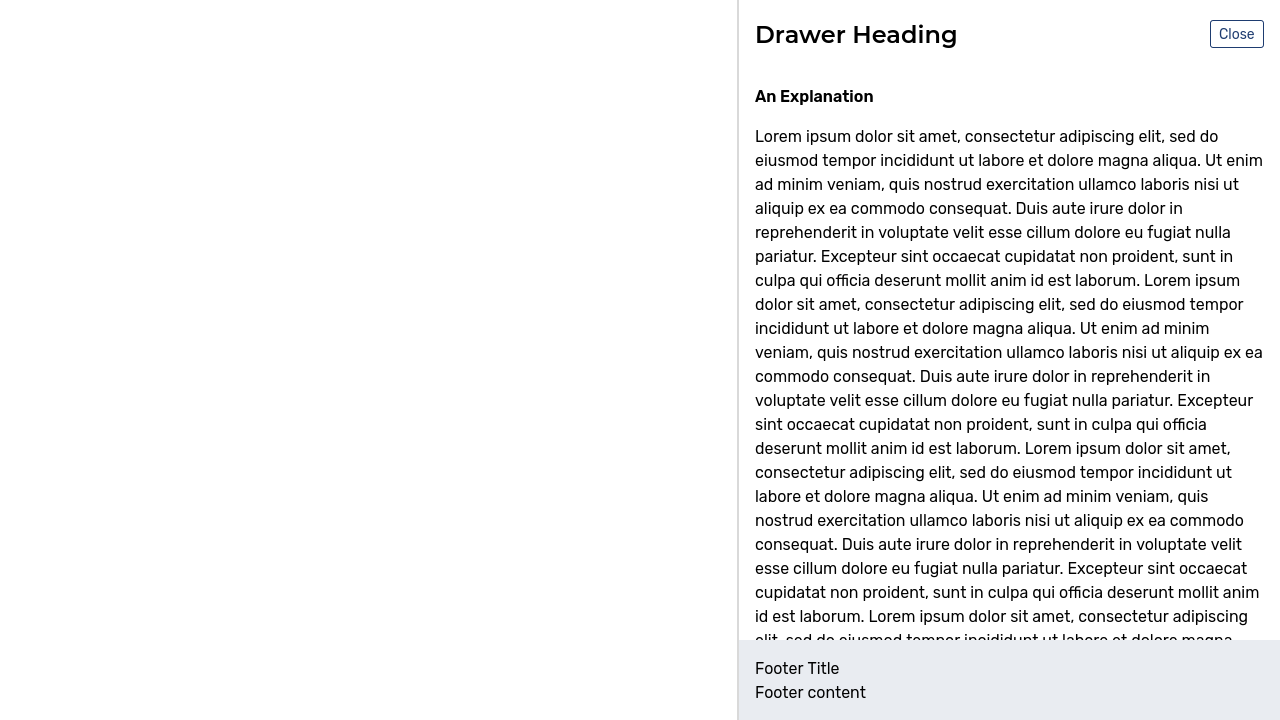 Drawer Heading
Close
An Explanation
Lorem ipsum dolor sit amet, consectetur adipiscing elit, sed do
eiusmod tempor incididunt ut labore et dolore magna aliqua. Ut enim
ad minim veniam, quis nostrud exercitation ullamco laboris nisi ut
aliquip ex ea commodo consequat. Duis aute irure dolor in
reprehenderit in voluptate velit esse cillum dolore eu fugiat nulla
pariatur. Excepteur sint occaecat cupidatat non proident, sunt in
culpa qui officia deserunt mollit anim id est laborum. Lorem ipsum
dolor sit amet, consectetur adipiscing elit, sed do eiusmod tempor
incididunt ut labore et dolore magna aliqua. Ut enim ad minim
veniam, quis nostrud exercitation ullamco laboris nisi ut aliquip ex ea
commodo consequat. Duis aute irure dolor in reprehenderit in
voluptate velit esse cillum dolore eu fugiat nulla pariatur. Excepteur
sint occaecat cupidatat non proident, sunt in culpa qui officia
deserunt mollit anim id est laborum. Lorem ipsum dolor sit amet,
consectetur adipiscing elit, sed do eiusmod tempor incididunt ut
labore et dolore magna aliqua. Ut enim ad minim veniam, quis
nostrud exercitation ullamco laboris nisi ut aliquip ex ea commodo
consequat. Duis aute irure dolor in reprehenderit in voluptate velit
esse cillum dolore eu fugiat nulla pariatur. Excepteur sint occaecat
cupidatat non proident, sunt in culpa qui officia deserunt mollit anim
id est laborum. Lorem ipsum dolor sit amet, consectetur adipiscing
elit, sed do eiusmod tempor incididunt ut labore et dolore magna
Footer Title
Footer content